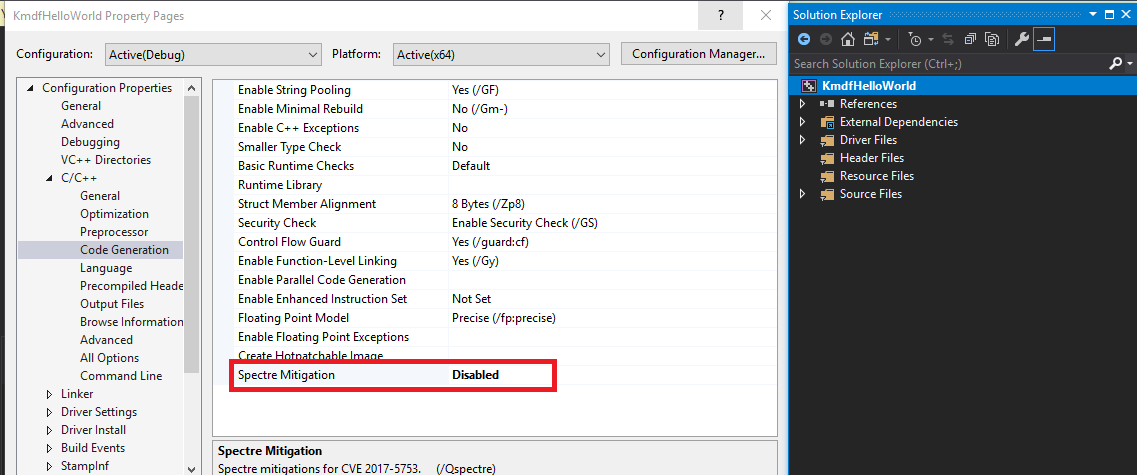 KmdfHelloWorld Property Pages
?
Configuration:
Active(Debug)
Platform:
Active(x64)
Configuration Manager...
Configuration Properties
General
Advanced
Debugging
VC++ Directories
C/C++
General
Optimization
Preprocessor
Code Generation
Language
Precompiled Heade
Output Files
Browse Information
Advanced
All Options
Command Line
Linker
Driver Settings
Driver Install
Build Events
StampInf
Enable String Pooling Yes (/GF)
Enable Minimal Rebuild No (/Gm-)
Enable C++ Exceptions No
Smaller Type Check No
Basic Runtime Checks Default
Runtime Library
Struct Member Alignment 8 Bytes (/Zp8)
Security Check Enable Security Check (/GS)
Control Flow Guard Yes (/guard:cf)
Enable Function-Level Linking Yes (/Gy)
Enable Parallel Code Generation
Enable Enhanced Instruction Set Not Set
Floating Point Model Precise (/fp:precise)
Enable Floating Point Exceptions
Create Hotpatchable Image
Spectre Mitigation Disabled
Spectre Mitigation
Spectre mitigations for CVE 2017-5753. (/Qspectre)
Solution Explorer
Search Solution Explorer (Ctrl+;)
KmdfHelloWorld
References
External Dependencies
Driver Files
Header Files
Resource Files
Source Files